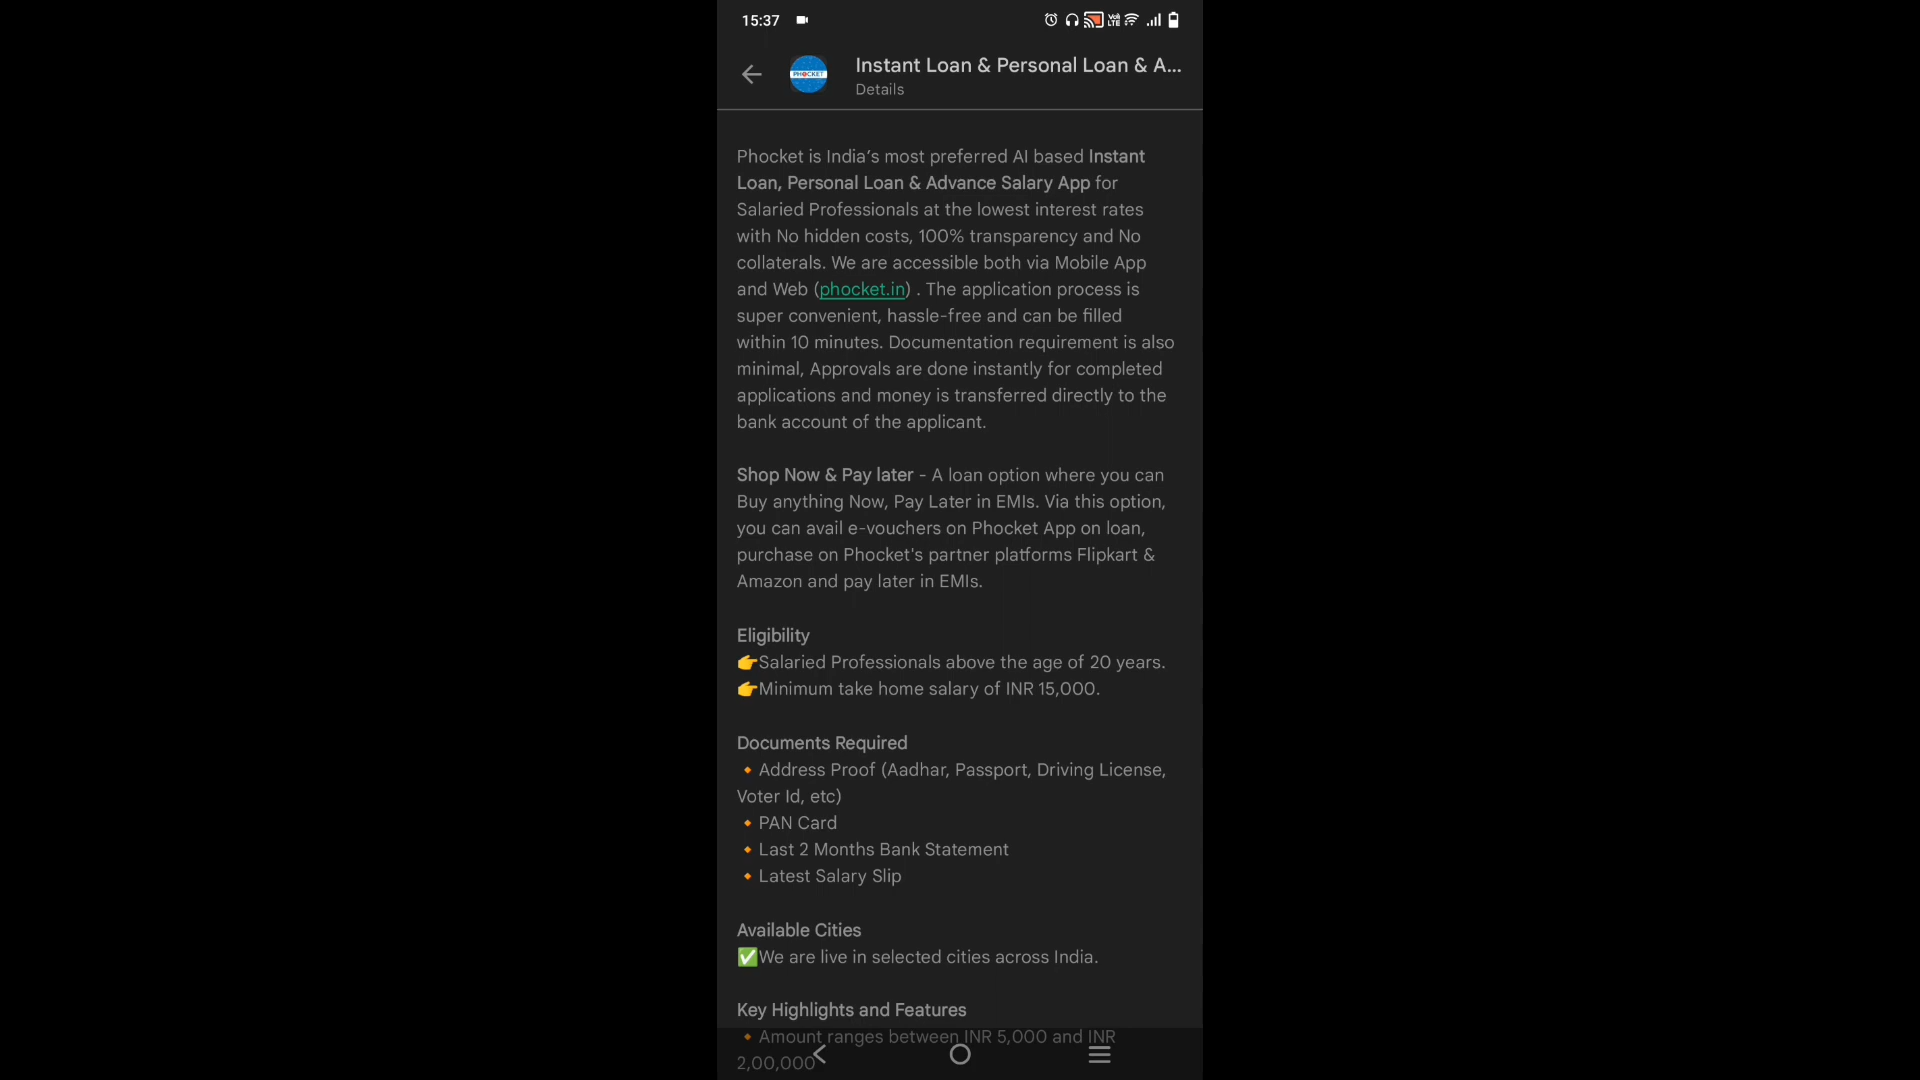 15:37
VoD LTE
PHOCKET
Instant Loan & Personal Loan & A...
Details
Phocket is India's most preferred AI based Instant
Loan, Personal Loan & Advance Salary App for
Salaried Professionals at the lowest interest rates
with No hidden costs, 100% transparency and No
collaterals. We are accessible both via Mobile App
and Web (phocket.in) . The application process is
super convenient, hassle-free and can be filled
within 10 minutes. Documentation requirement is also
minimal, Approvals are done instantly for completed
applications and money is transferred directly to the
bank account of the applicant.
Shop Now & Pay later - A loan option where you can
Buy anything Now, Pay Later in EMIs. Via this option,
you can avail e-vouchers on Phocket App on loan,
purchase on Phocket's partner platforms Flipkart &
Amazon and pay later in EMIs.
Eligibility
👉Salaried Professionals above the age of 20 years.
👉Minimum take home salary of INR 15,000.
Documents Required
🔸Address Proof (Aadhar, Passport, Driving License,
Voter Id, etc)
🔸PAN Card
🔸Last 2 Months Bank Statement
🔸Latest Salary Slip
Available Cities
✅We are live in selected cities across India.
Key Highlights and Features
🔸Amount ranges between INR 5,000 and INR
2,00,000